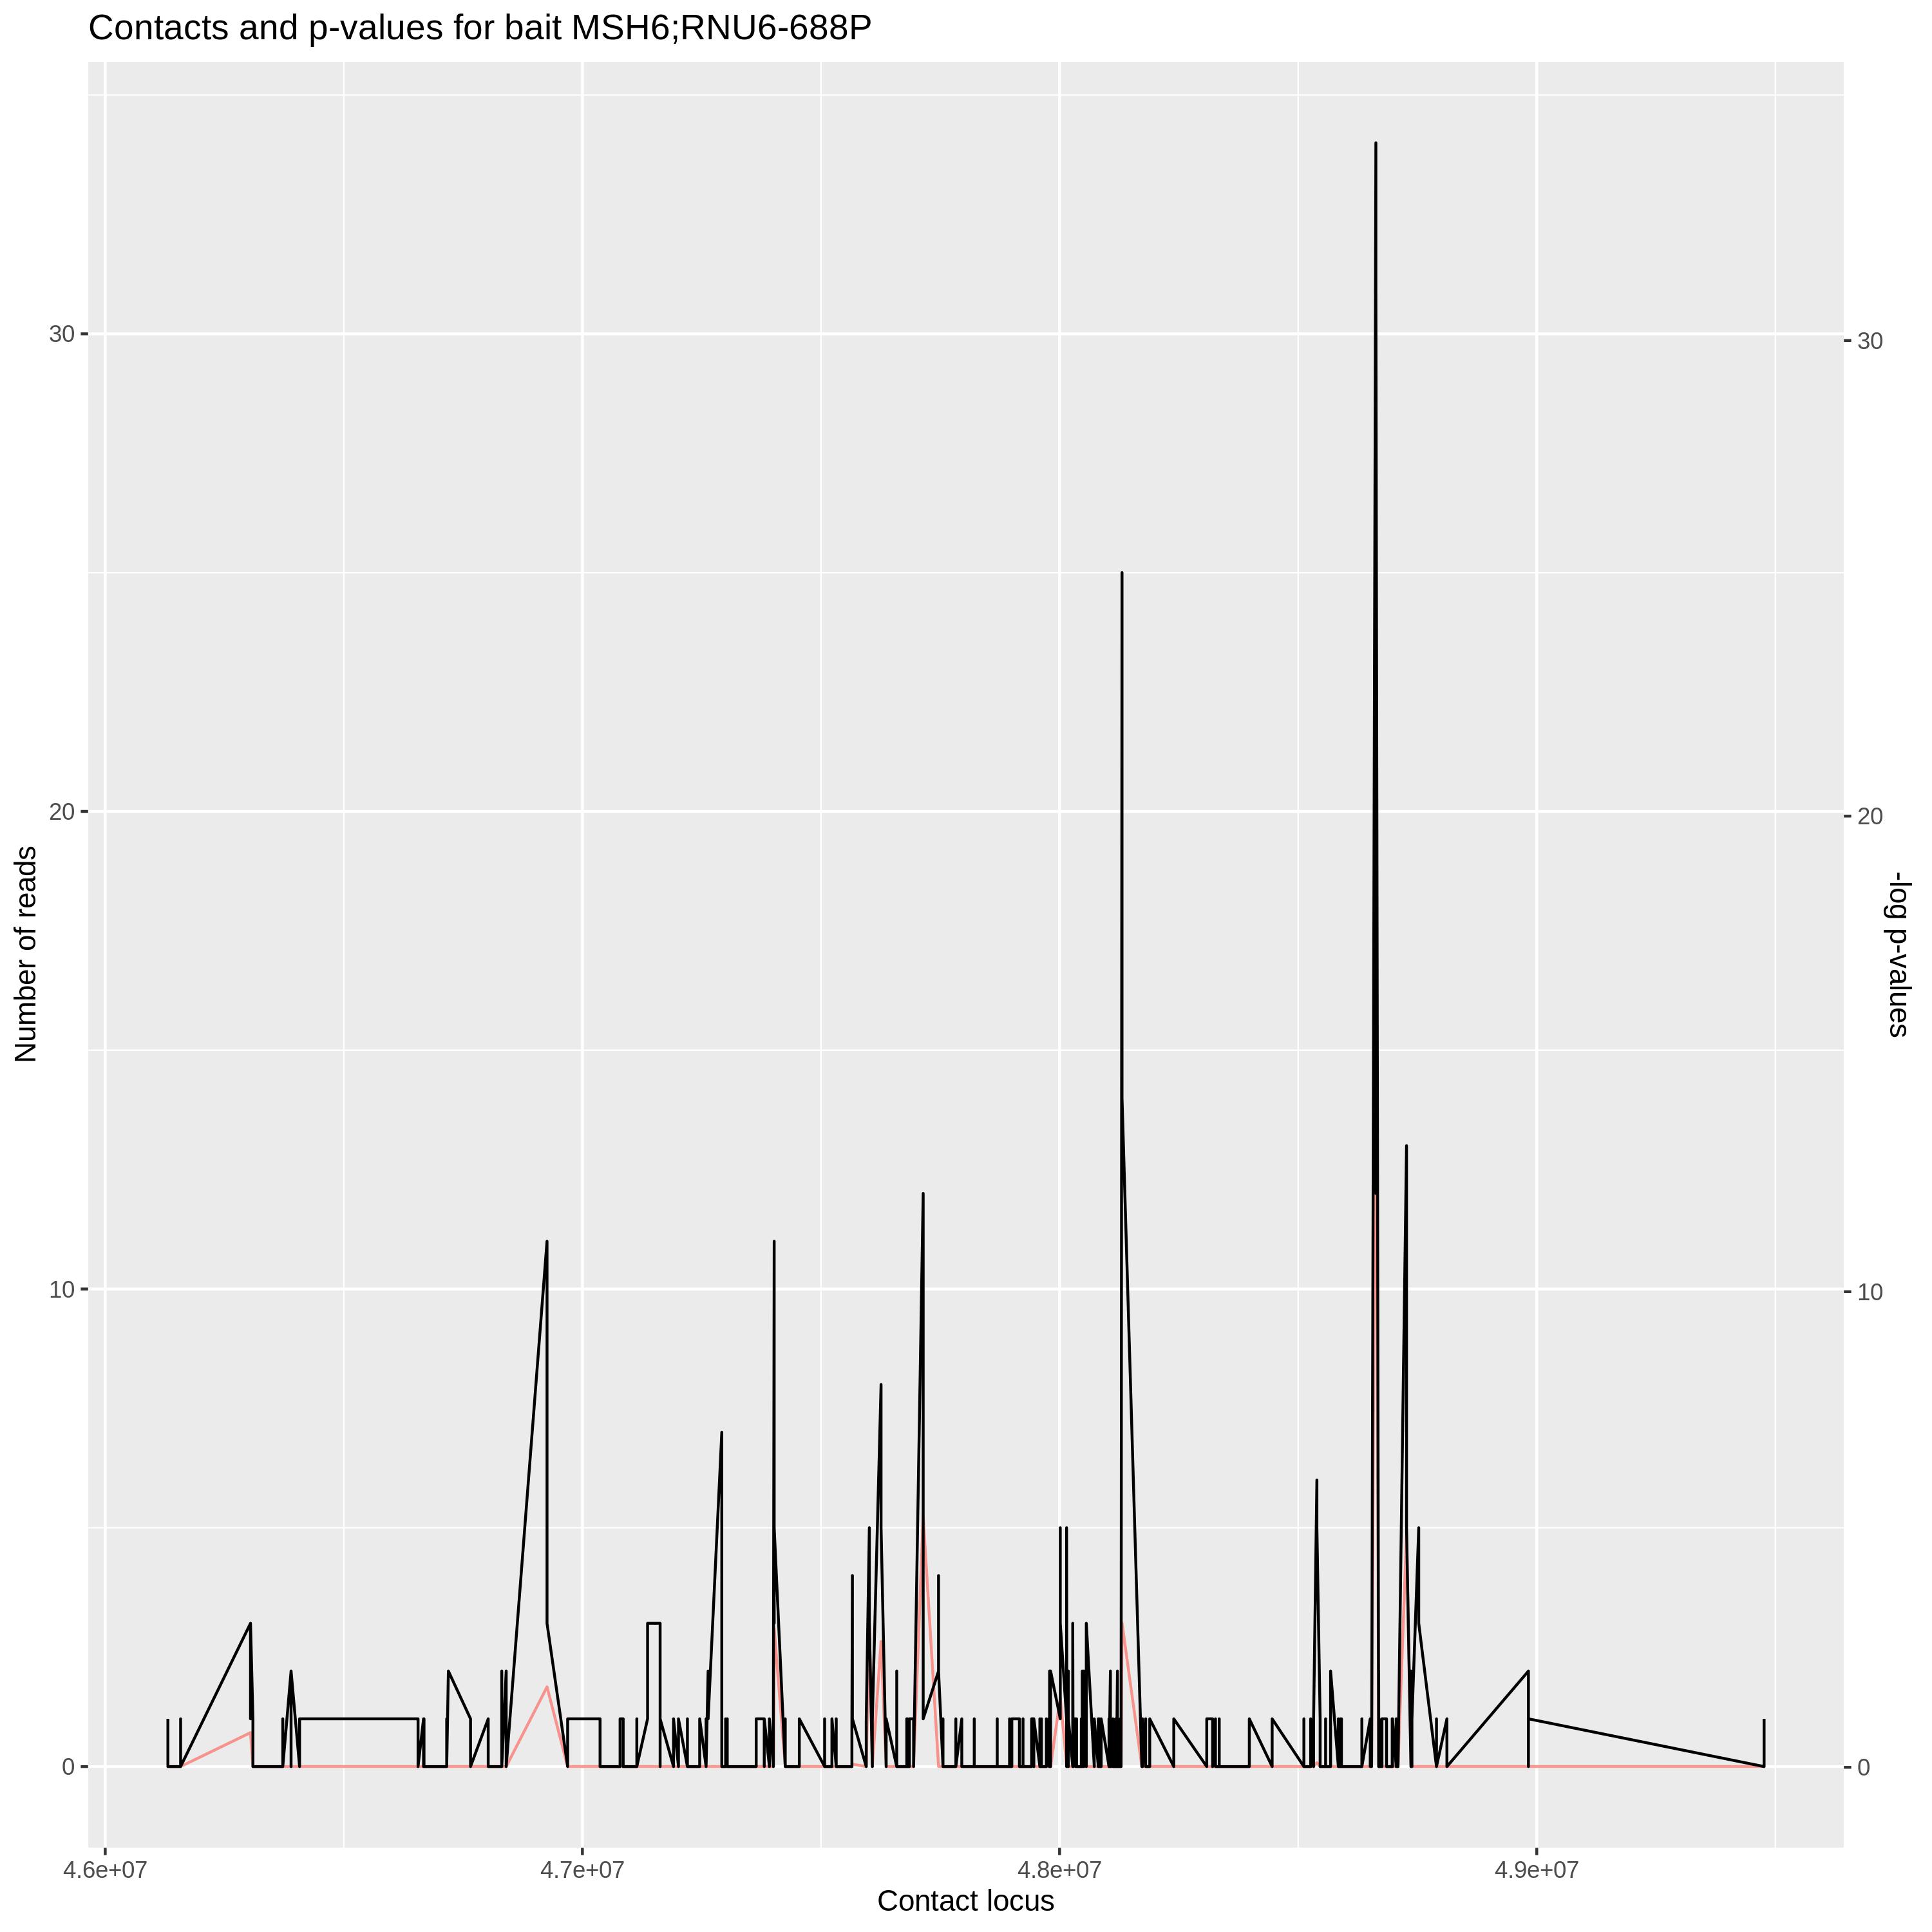 Contacts and p-values for bait MSH6;RNU6-688P
30
20
10
0
30
20
10
0
Number of reads
-log p-values
4.6e+07
4.7e+07
4.8e+07
4.9e+07
Contact locus